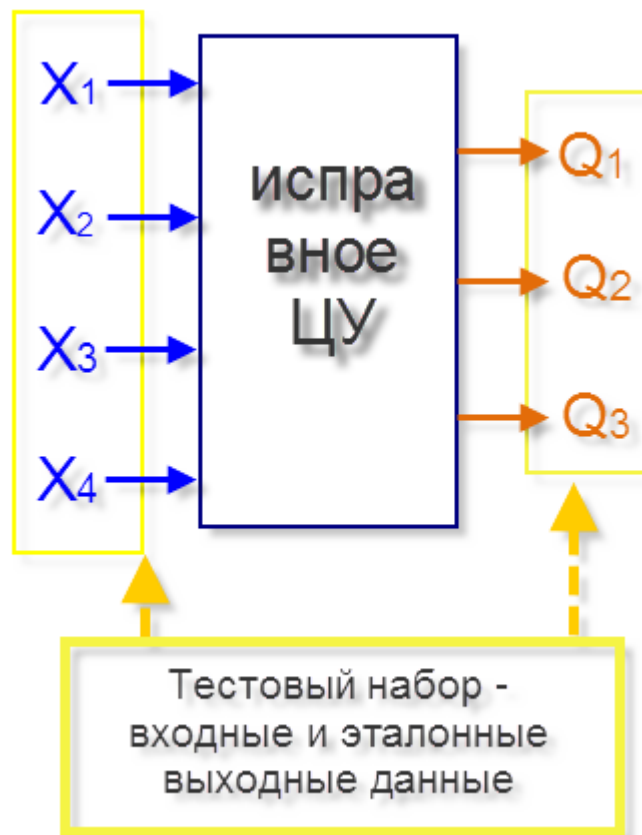 X1
X2
X3
X4
испра
вное
ЦУ
Q1
Q2
Q3
Тестовый набор -
входные и эталонные
выходные данные